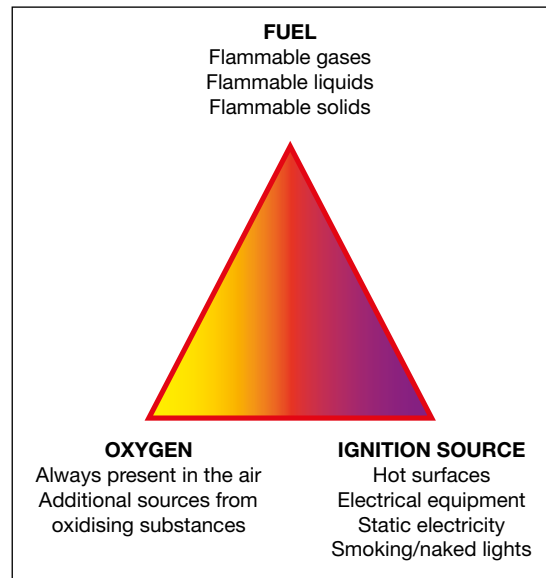 FUEL
Flammable gases
Flammable liquids
Flammable solids
OXYGEN
Always present in the air
Additional sources from
oxidising substances
IGNITION SOURCE
Hot surfaces
Electrical equipment
Static electricity
Smoking/naked lights